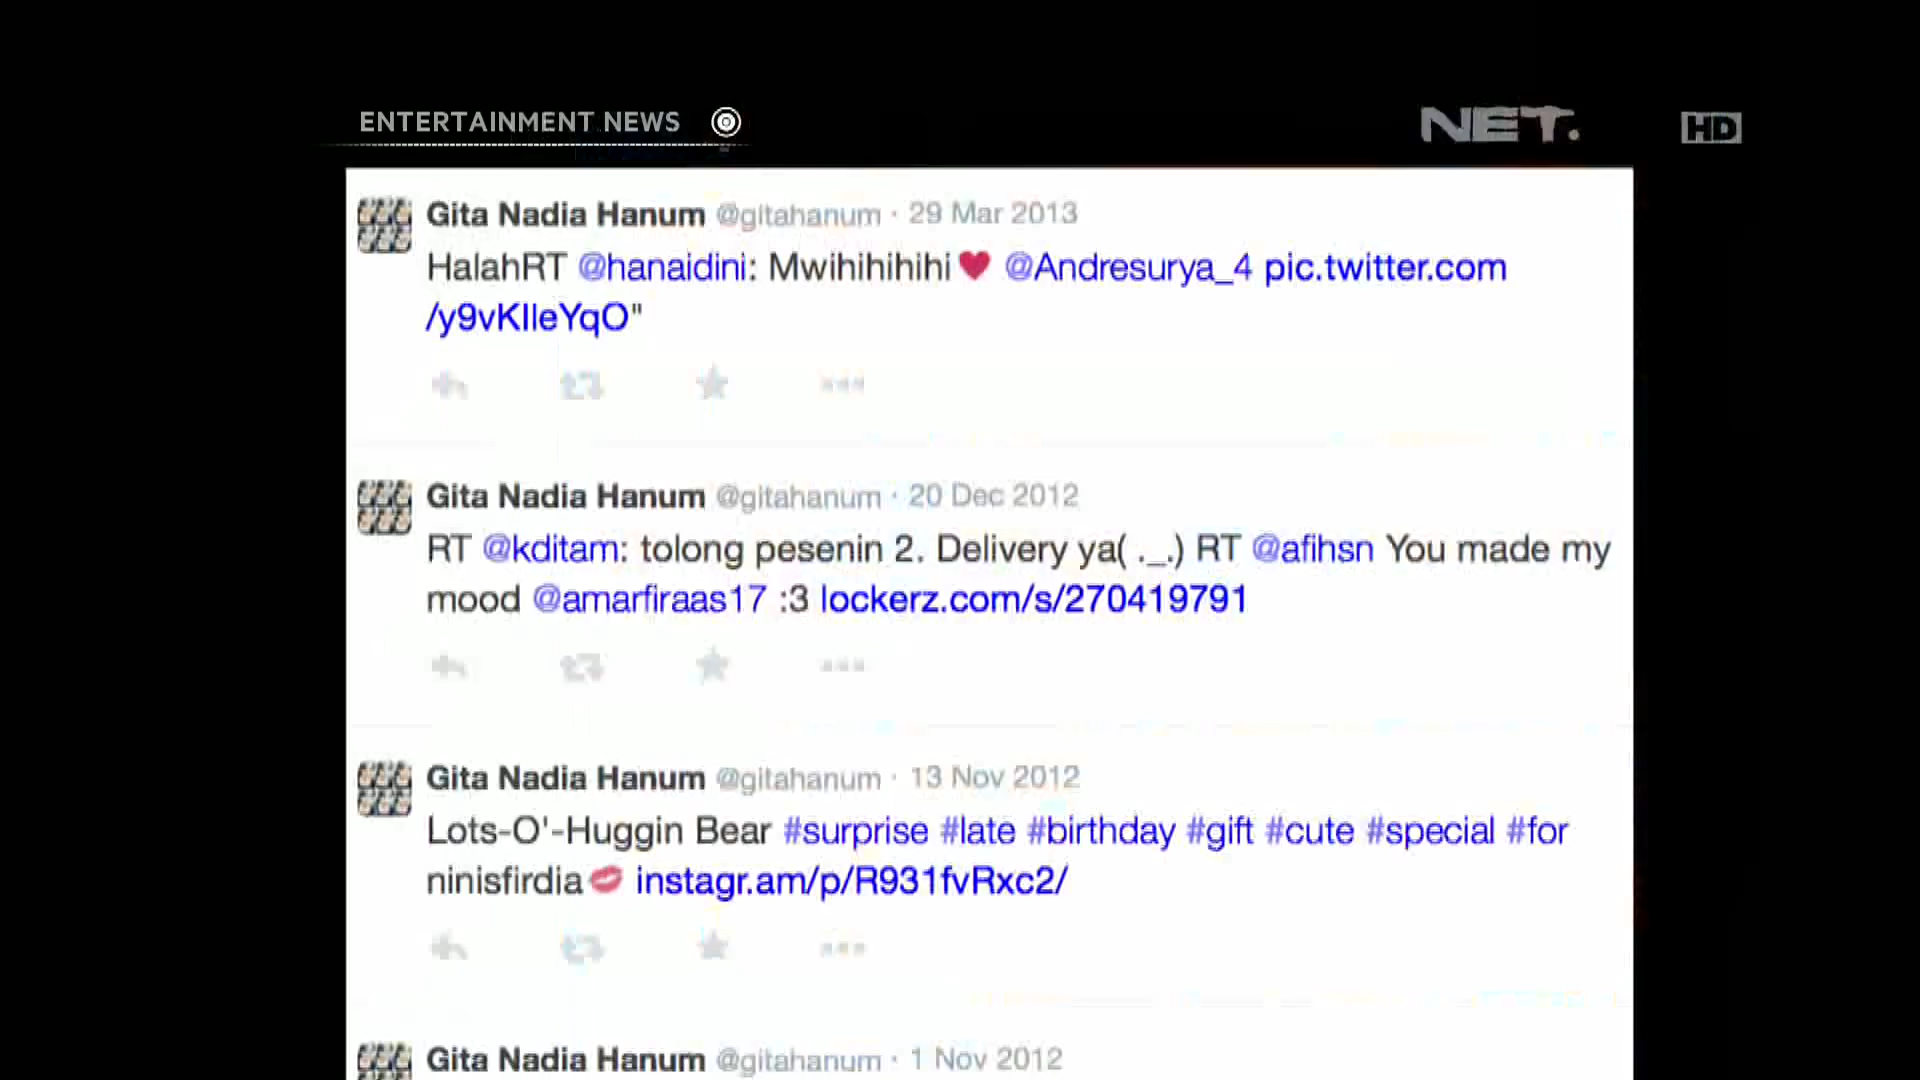 ENTERTAINMENT NEWS
NET.
HD
Gita Nadia Hanum @gitahanum · 29 Mar 2013
HalahRT @hanaidini: Mwihihihihi♥ @Andresurya_4 pic.twitter.com
/y9vKIleYqO"
Gita Nadia Hanum @gitahanum · 20 Dec 2012
RT @kditam: tolong pesenin 2. Delivery ya( ._.) RT @afihsn You made my
mood @amarfiraas17 :3 lockerz.com/s/270419791
Gita Nadia Hanum @gitahanum · 13 Nov 2012
Lots-O'-Huggin Bear #surprise #late #birthday #gift #cute #special #for
ninisfirdia💋 instagr.am/p/R931fvRxc2/
Gita Nadia Hanum @gitahanum · 1 Nov 2012